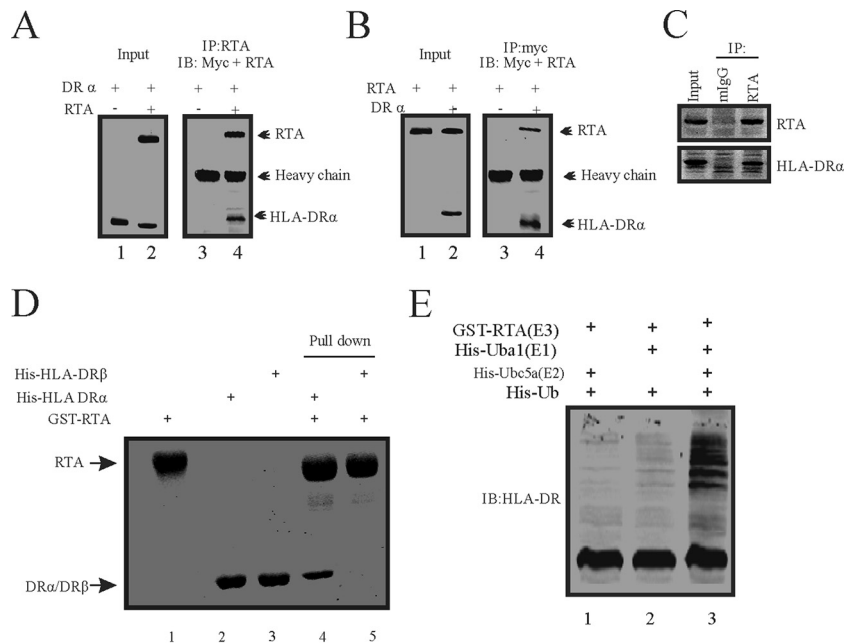 A
Input
IP:RTA
IB: Myc + RTA
DR α + + + +
RTA - + - +
RTA
Heavy chain
HLA-DRα
1 2 3 4
B
Input
IP:myc
IB: Myc + RTA
RTA + + + +
DR α - + - +
RTA
Heavy chain
HLA-DRα
1 2 3 4
C
IP:
Input mIgG RTA
RTA
HLA-DRα
D
Pull down
His-HLA-DRβ + +
His-HLA DRα + +
GST-RTA + + +
RTA
DRα/DRβ
1 2 3 4 5
E
GST-RTA(E3) + + +
His-Uba1(E1) + +
His-Ubc5a(E2) + +
His-Ub + + +
IB:HLA-DR
1 2 3